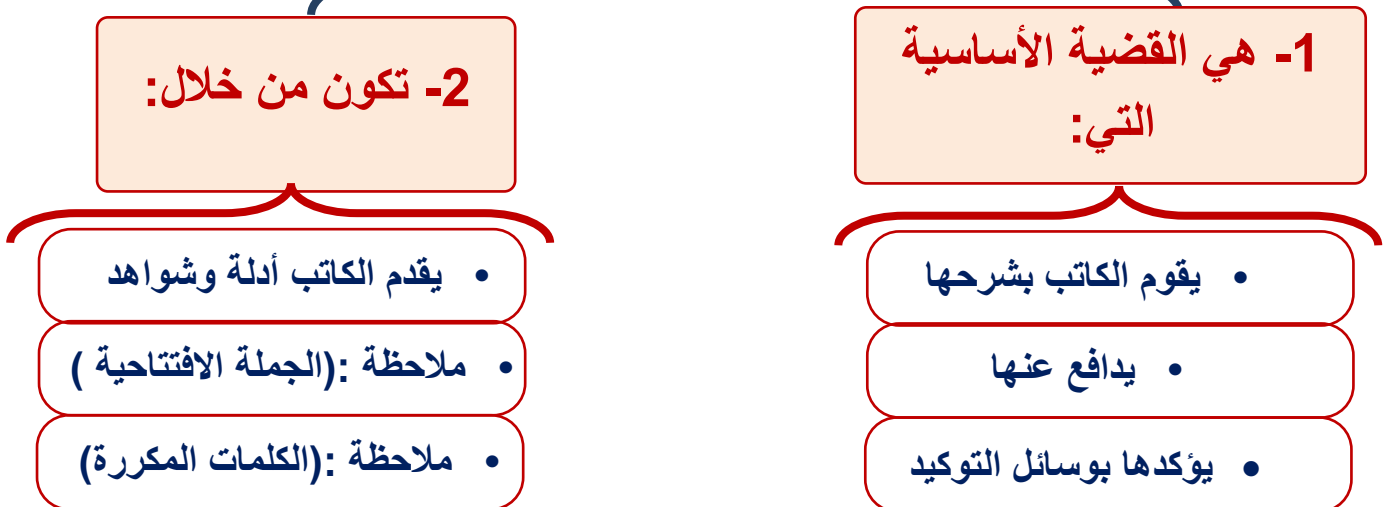 1- هي القضية الأساسية
التي:
• يقوم الكاتب بشرحها
• يدافع عنها
• يؤكدها بوسائل التوكيد
2- تكون من خلال:
• يقدم الكاتب أدلة وشواهد
• ملاحظة :(الجملة الافتتاحية )
• ملاحظة :(الكلمات المكررة)